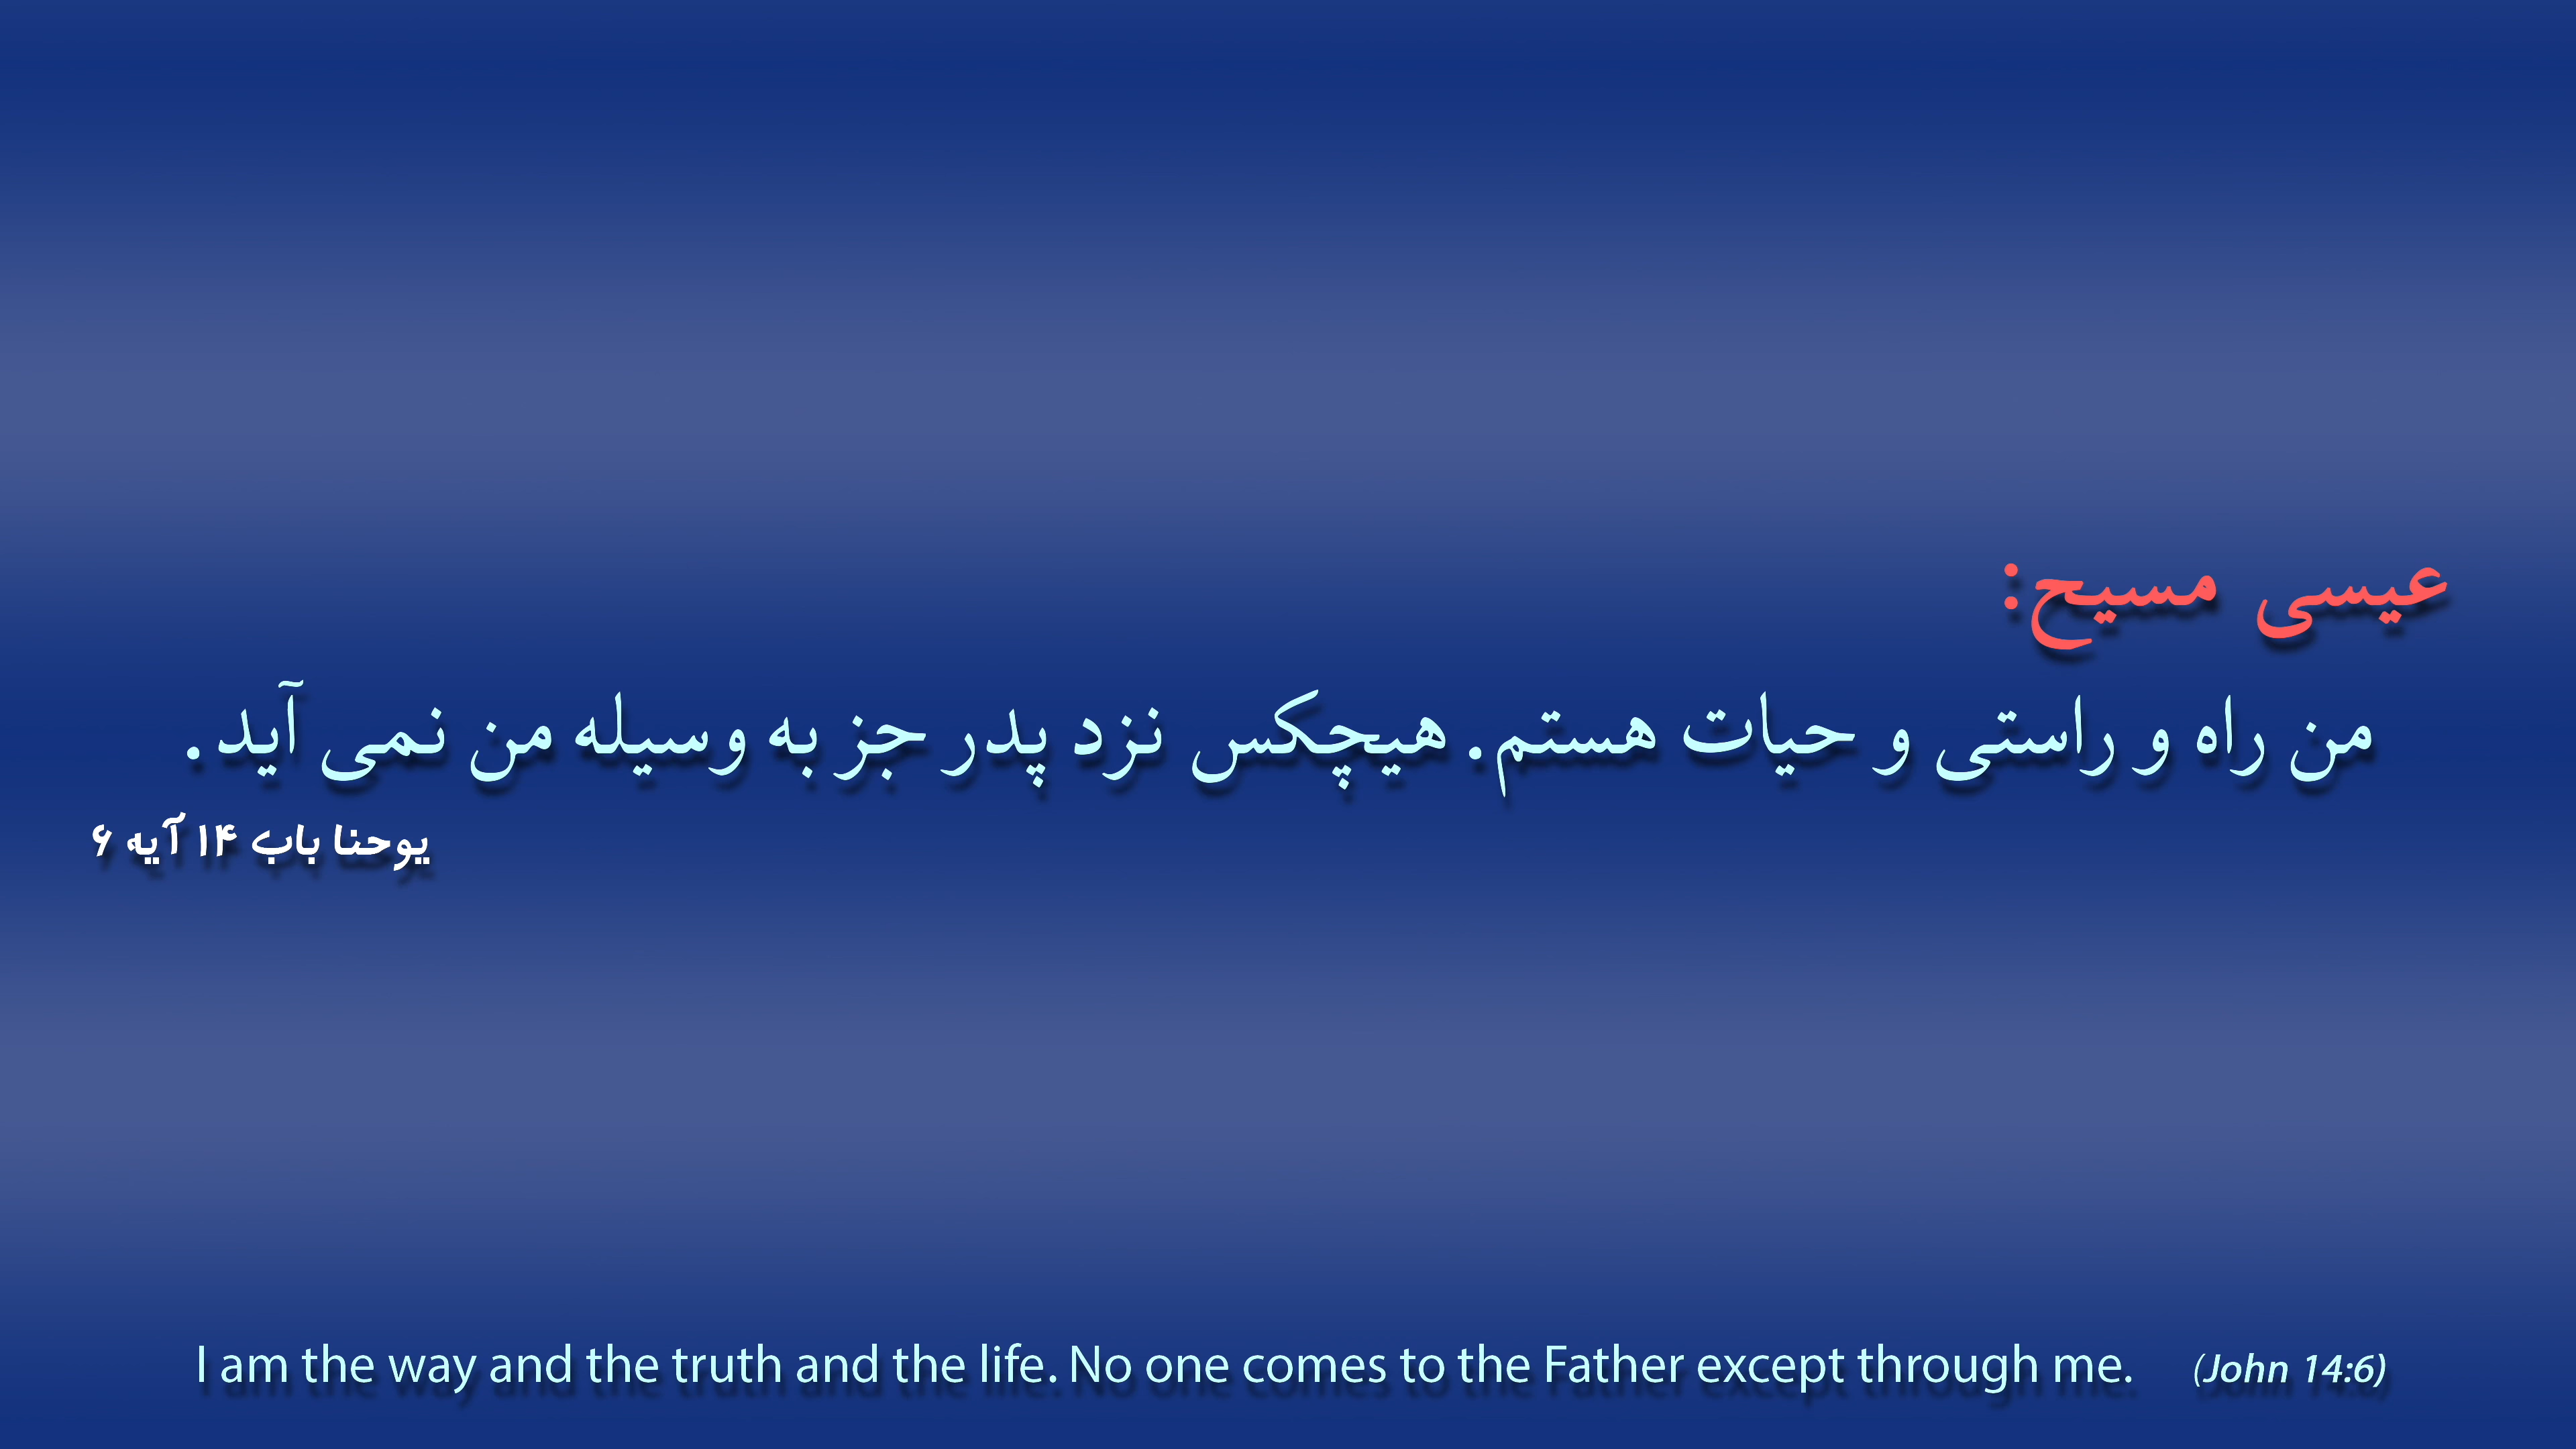 عیسی مسیح:
من راه و راستی و حیات هستم. هیچکس نزد پدر جز به وسیله من نمی آید.
یوحنا باب ۱۴ آیه ۶
I am the way and the truth and the life. No one comes to the Father except through me. (John 14:6)